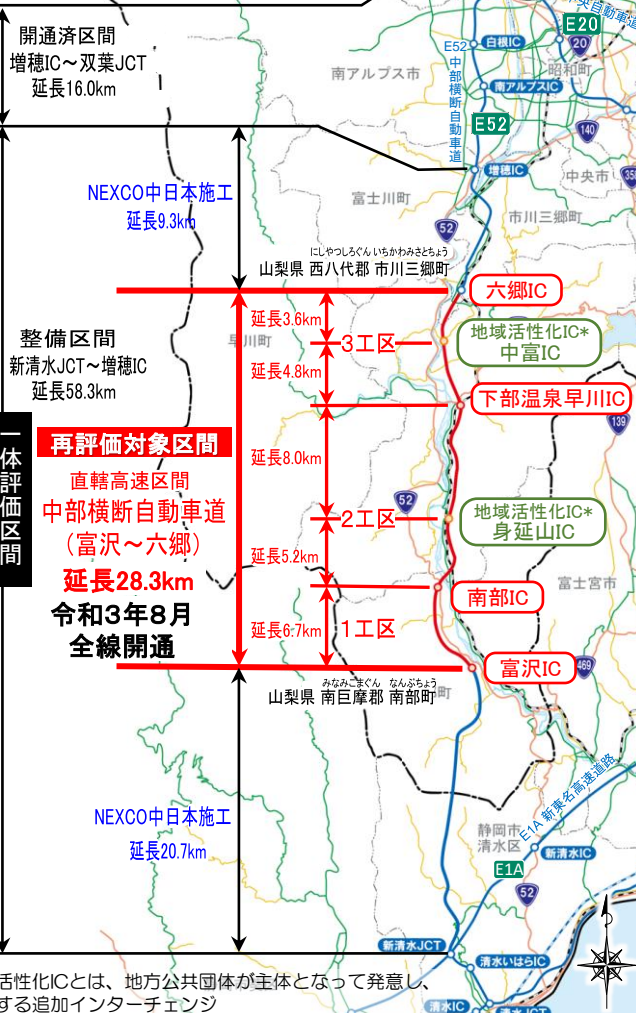 開通済区間
増穂IC～双葉JCT
延長16.0km
E20
20
E52
中部横断自動車道
白根IC
昭和町
南アルプス市
南アルプスIC
E52
140
増穂IC
中央市
富士川町
市川三郷町
52
NEXCO中日本施工
延長9.3km
にしやつしろぐん いちかわみさとちょう
山梨県 西八代郡 市川三郷町
六郷IC
延長3.6km
地域活性化IC*
中富IC
3工区
早川町
整備区間
新清水JCT～増穂IC
延長58.3km
延長4.8km
下部温泉早川IC
139
一体評価区間
再評価対象区間
直轄高速区間
中部横断自動車道
（富沢～六郷）
延長28.3km
令和3年8月
全線開通
延長8.0km
52
2工区
地域活性化IC*
身延山IC
延長5.2km
富士宮市
南部IC
延長6.7km
1工区
富沢IC
469
みなみこまぐん なんぶちょう
山梨県 南巨摩郡 南部町
町
NEXCO中日本施工
延長20.7km
E1A 新東名高速道路
静岡市
清水区
新清水IC
E1A
52
新清水JCT
清水いはらIC
清水IC
活性化ICとは、地方公共団体が主体となって発意し、
する追加インターチェンジ